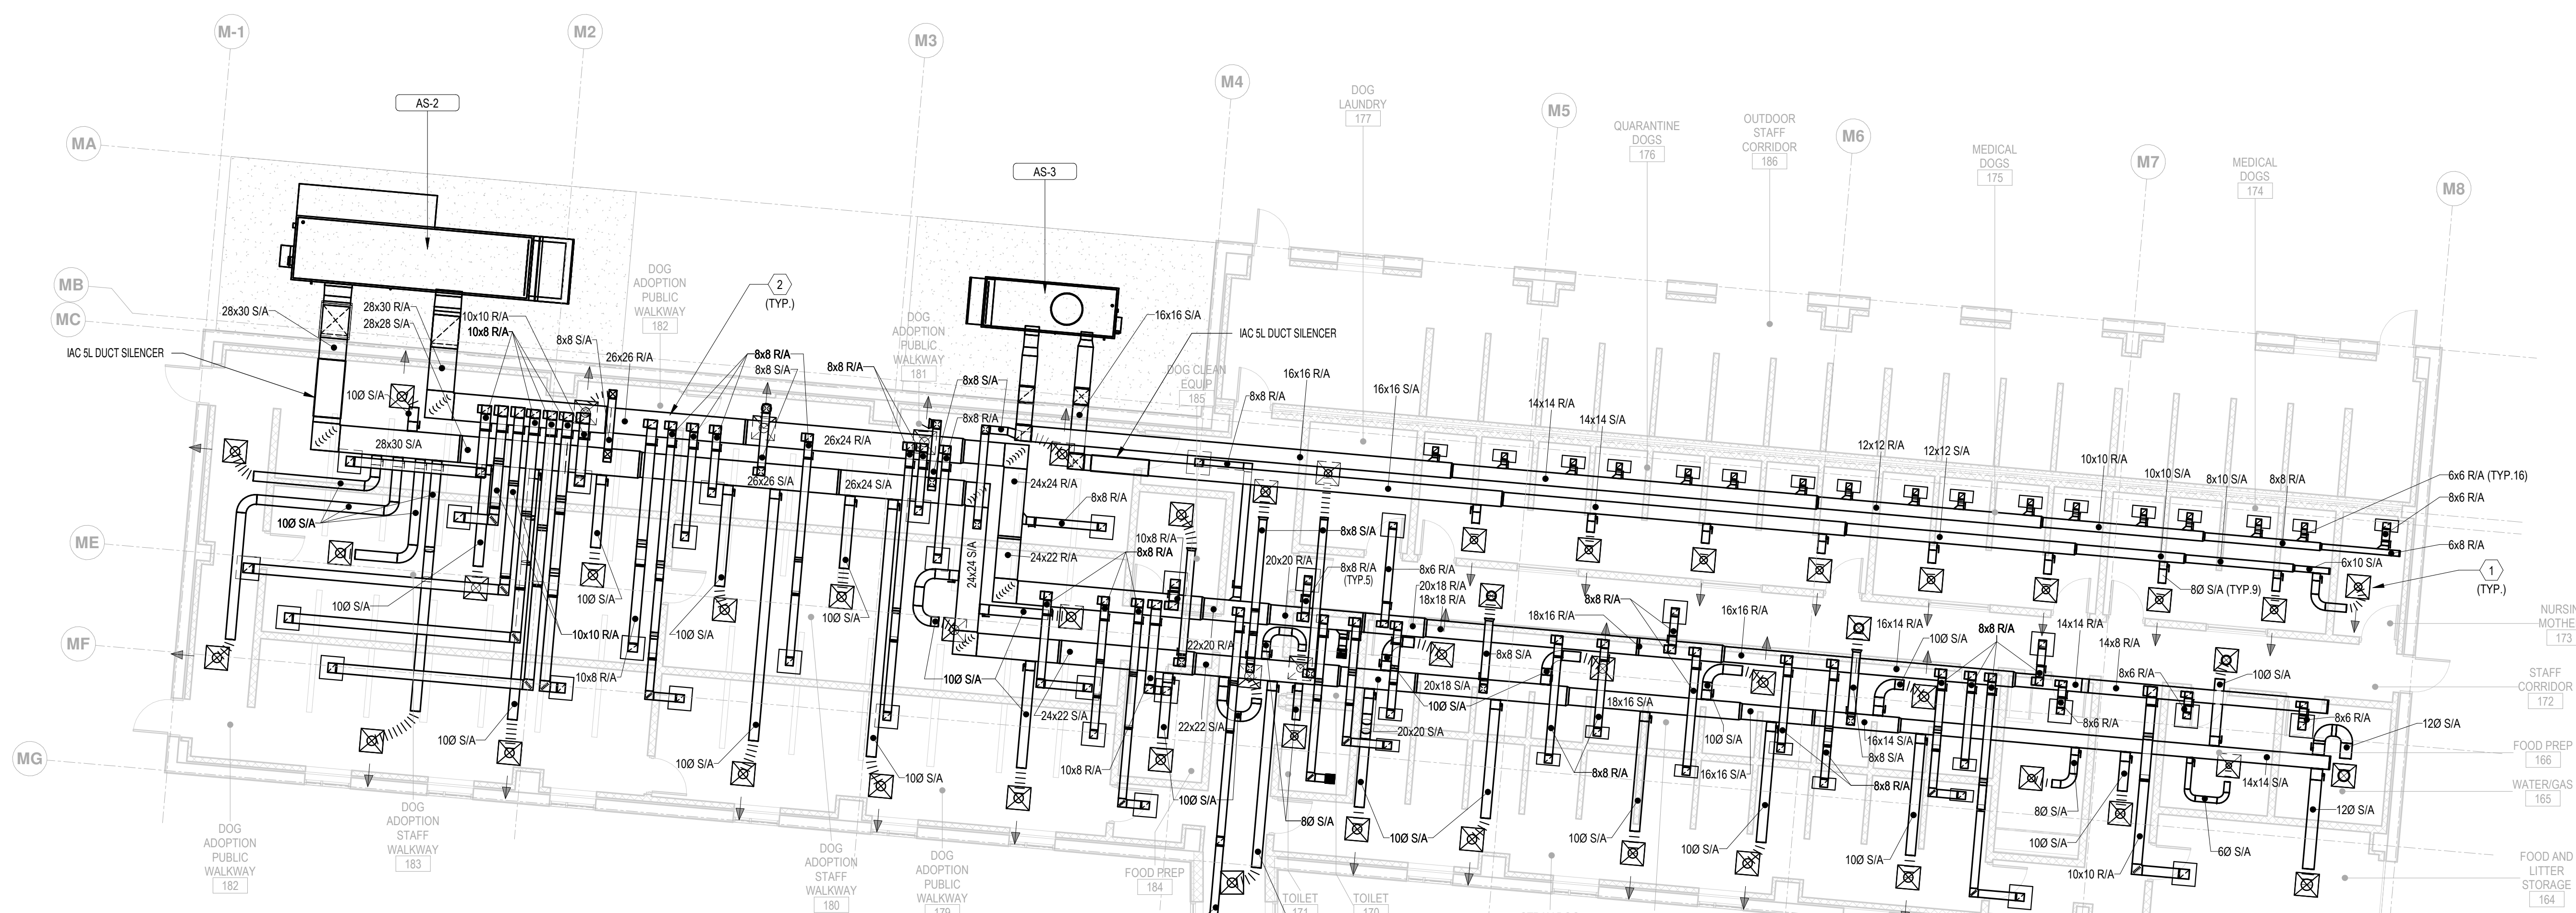 M-1
M2
M3
M4
M5
M6
M7
M8
MA
MB
MC
ME
MF
MG
AS-2
AS-3
DOG
LAUNDRY
177
QUARANTINE
DOGS
176
OUTDOOR
STAFF
CORRIDOR
186
MEDICAL
DOGS
175
MEDICAL
DOGS
174
DOG
ADOPTION
PUBLIC
WALKWAY
182
2
(TYP.)
DOG
ADOPTION
PUBLIC
WALKWAY
181
DOG CLEAN
EQUIP
185
28x30 S/A
28x30 R/A
28x28 S/A
10x10 R/A
10x8 R/A
8x8 S/A
26x26 R/A
8x8 R/A
8x8 S/A
8x8 R/A
8x8 S/A
8x8 R/A
16x16 S/A
IAC 5L DUCT SILENCER
IAC 5L DUCT SILENCER
8x8 R/A
16x16 R/A
16x16 S/A
14x14 R/A
14x14 S/A
12x12 R/A
12x12 S/A
10x10 R/A
10x10 S/A
8x10 S/A
8x8 R/A
6x6 R/A (TYP.16)
8x6 R/A
6x8 R/A
6x10 S/A
1
(TYP.)
8Ø S/A (TYP.9)
10Ø S/A
28x30 S/A
26x24 R/A
26x26 S/A
26x24 S/A
24x24 R/A
8x8 R/A
24x22 R/A
24x24 S/A
10Ø S/A
10Ø S/A
10Ø S/A
10x10 R/A
10Ø S/A
10Ø S/A
10x8 R/A
10x8 R/A
8x8 R/A
8x8 S/A
20x20 R/A
8x8 R/A
(TYP.5)
8x6 R/A
20x18 R/A
18x18 R/A
8x8 R/A
18x16 R/A
16x16 R/A
16x14 R/A
10Ø S/A
8x8 R/A
14x14 R/A
14x8 R/A
8x6 R/A
8x6 R/A
10Ø S/A
8x6 R/A
12Ø S/A
22x20 R/A
8x8 S/A
20x18 S/A
10Ø S/A
18x16 S/A
10Ø S/A
16x14 S/A
8x8 S/A
10Ø S/A
24x22 S/A
22x22 S/A
20x20 S/A
10Ø S/A
10Ø S/A
10Ø S/A
10x8 R/A
10Ø S/A
8Ø S/A
10Ø S/A
8x8 R/A
16x16 S/A
8x8 R/A
10Ø S/A
10Ø S/A
10Ø S/A
8Ø S/A
10Ø S/A
10x10 R/A
6Ø S/A
14x14 S/A
12Ø S/A
NURSIN
MOTHE
173
STAFF
CORRIDOR
172
FOOD PREP
166
WATER/GAS
165
FOOD AND
LITTER
STORAGE
164
DOG
ADOPTION
PUBLIC
WALKWAY
182
DOG
ADOPTION
STAFF
WALKWAY
183
DOG
ADOPTION
STAFF
WALKWAY
180
DOG
ADOPTION
PUBLIC
WALKWAY
179
FOOD PREP
184
TOILET
171
TOILET
170